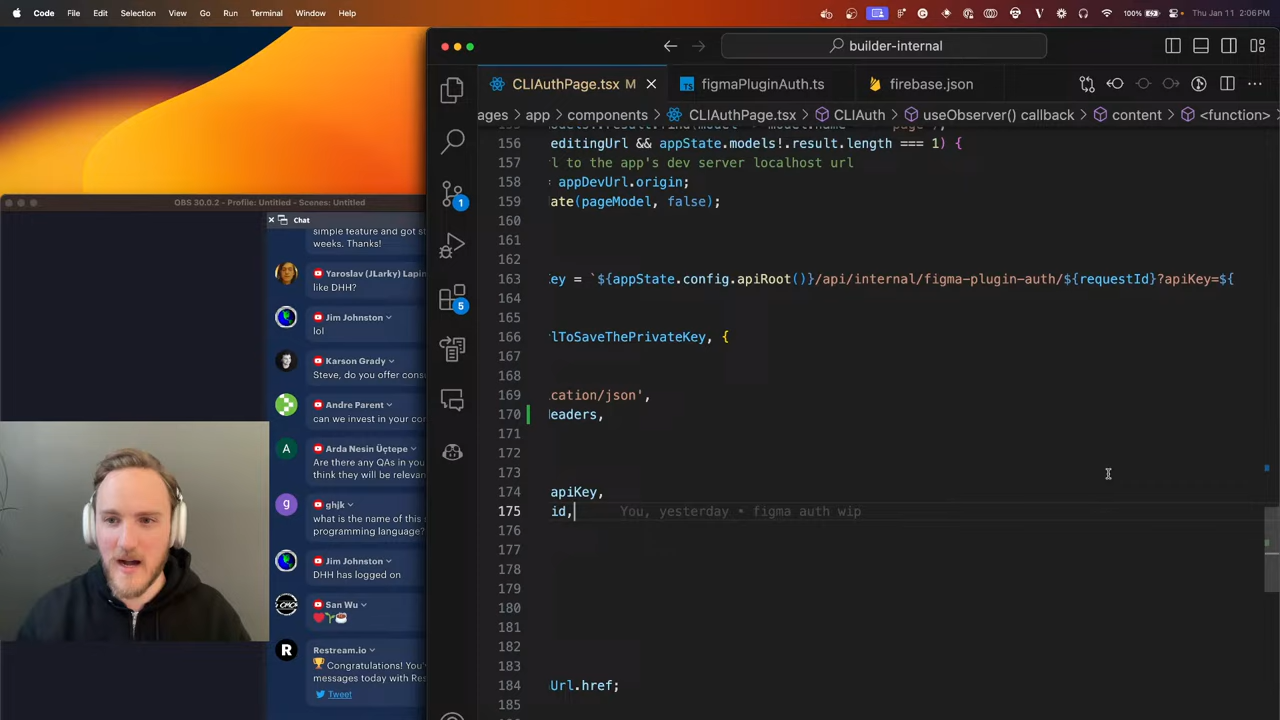 Code File Edit Selection View Go Run Terminal Window Help 100% Thu Jan 11 2:06 PM
builder-internal
CLIAuthPage.tsx M figmaPluginAuth.ts firebase.json
ages > app > components > CLIAuthPage.tsx > CLIAuth > useObserver() callback > content > <function>
156 editingUrl && appState.models!.result.length === 1) {
157 rl to the app's dev server localhost url
158 = appDevUrl.origin;
159 ate(pageModel, false);
160
161
162
163 ey = `${appState.config.apiRoot()}/api/internal/figma-plugin-auth/${requestId}?apiKey=${
164
165
166 lToSaveThePrivateKey, {
167
168
169 cation/json',
170 eaders,
171
172
173
174 apiKey,
175 id, You, yesterday • figma auth wip
176
177
178
179
180
181
182
183
184 Url.href;
185
1
5
OBS 30.0.2 - Profile: Untitled - Scenes: Untitled
Chat
simple feature and got s
weeks. Thanks!
Yaroslav (JLarky) Lapin
like DHH?
Jim Johnston
lol
Karson Grady
Steve, do you offer cons
Andre Parent
can we invest in your co
A Arda Nesin Üçtepe
Are there any QAs in you
think they will be relevan
g ghjk
what is the name of this
programming language?
Jim Johnston
DHH has logged on
San Wu
❤️🌱🍵
R Restream.io
🏆Congratulations! You'
messages today with Res
Tweet